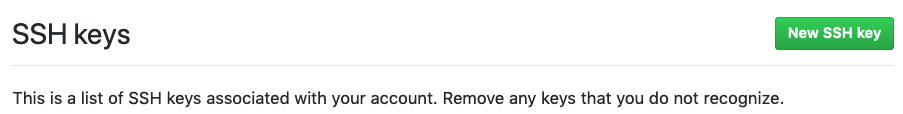 SSH keys
New SSH key
This is a list of SSH keys associated with your account. Remove any keys that you do not recognize.